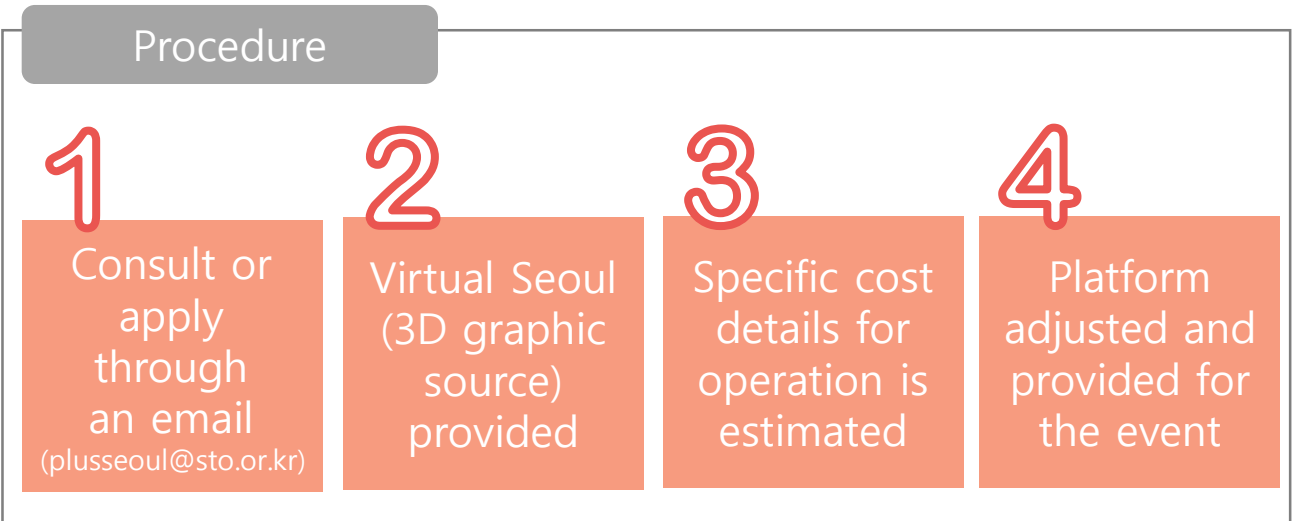 Procedure
1
Consult or
apply
through
an email
(plusseoul@sto.or.kr)
2
Virtual Seoul
(3D graphic
source)
provided
3
Specific cost
details for
operation is
estimated
4
Platform
adjusted and
provided for
the event